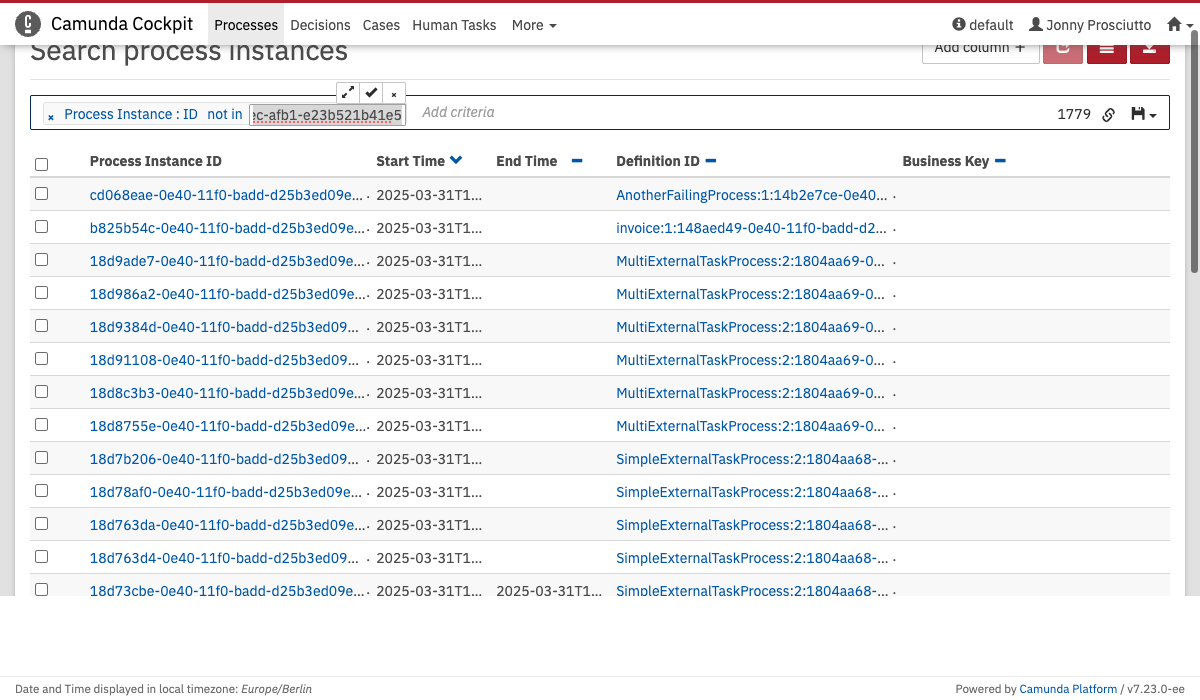 Camunda Cockpit Processes Decisions Cases Human Tasks More default Jonny Prosciutto
Search process instances
Add column +
Process Instance : ID not in ec-afb1-e23b521b41e5 Add criteria 1779
Process Instance ID Start Time End Time Definition ID Business Key
cd068eae-0e40-11f0-badd-d25b3ed09e... 2025-03-31T1... AnotherFailingProcess:1:14b2e7ce-0e40...
b825b54c-0e40-11f0-badd-d25b3ed09e... 2025-03-31T1... invoice:1:148aed49-0e40-11f0-badd-d2...
18d9ade7-0e40-11f0-badd-d25b3ed09e... 2025-03-31T1... MultiExternalTaskProcess:2:1804aa69-0...
18d986a2-0e40-11f0-badd-d25b3ed09e... 2025-03-31T1... MultiExternalTaskProcess:2:1804aa69-0...
18d9384d-0e40-11f0-badd-d25b3ed09... 2025-03-31T1... MultiExternalTaskProcess:2:1804aa69-0...
18d91108-0e40-11f0-badd-d25b3ed09... 2025-03-31T1... MultiExternalTaskProcess:2:1804aa69-0...
18d8c3b3-0e40-11f0-badd-d25b3ed09e... 2025-03-31T1... MultiExternalTaskProcess:2:1804aa69-0...
18d8755e-0e40-11f0-badd-d25b3ed09e... 2025-03-31T1... MultiExternalTaskProcess:2:1804aa69-0...
18d7b206-0e40-11f0-badd-d25b3ed09... 2025-03-31T1... SimpleExternalTaskProcess:2:1804aa68-...
18d78af0-0e40-11f0-badd-d25b3ed09e... 2025-03-31T1... SimpleExternalTaskProcess:2:1804aa68-...
18d763da-0e40-11f0-badd-d25b3ed09e... 2025-03-31T1... SimpleExternalTaskProcess:2:1804aa68-...
18d763d4-0e40-11f0-badd-d25b3ed09... 2025-03-31T1... SimpleExternalTaskProcess:2:1804aa68-...
18d73cbe-0e40-11f0-badd-d25b3ed09e... 2025-03-31T1... 2025-03-31T1... SimpleExternalTaskProcess:2:1804aa68-...
Date and Time displayed in local timezone: Europe/Berlin Powered by Camunda Platform / v7.23.0-ee